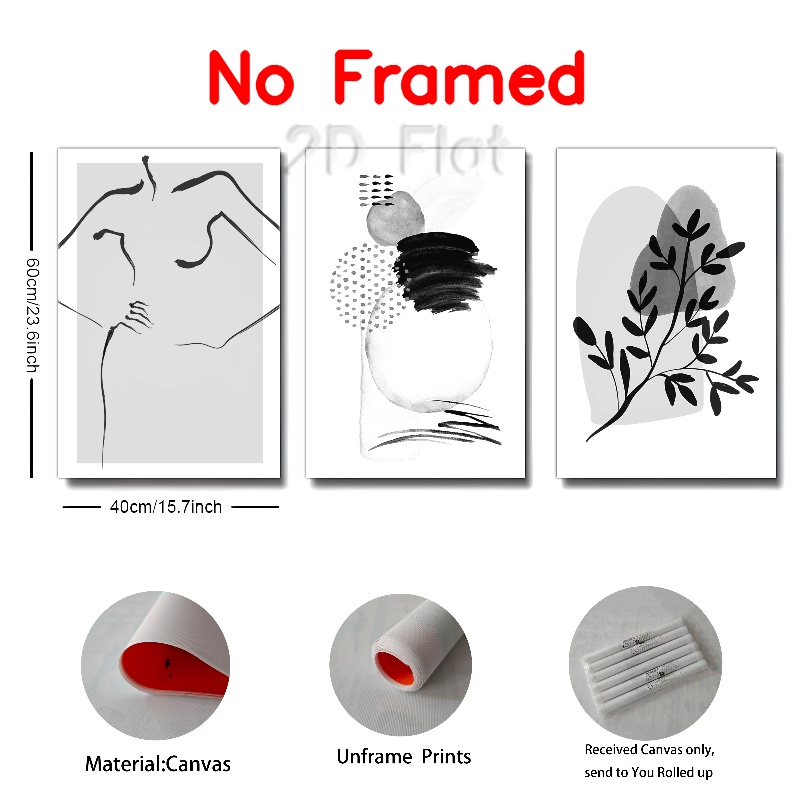 No Framed
2D Flat
60cm/23.6inch
40cm/15.7inch
Material:Canvas
Unframe Prints
Received Canvas only,
send to You Rolled up